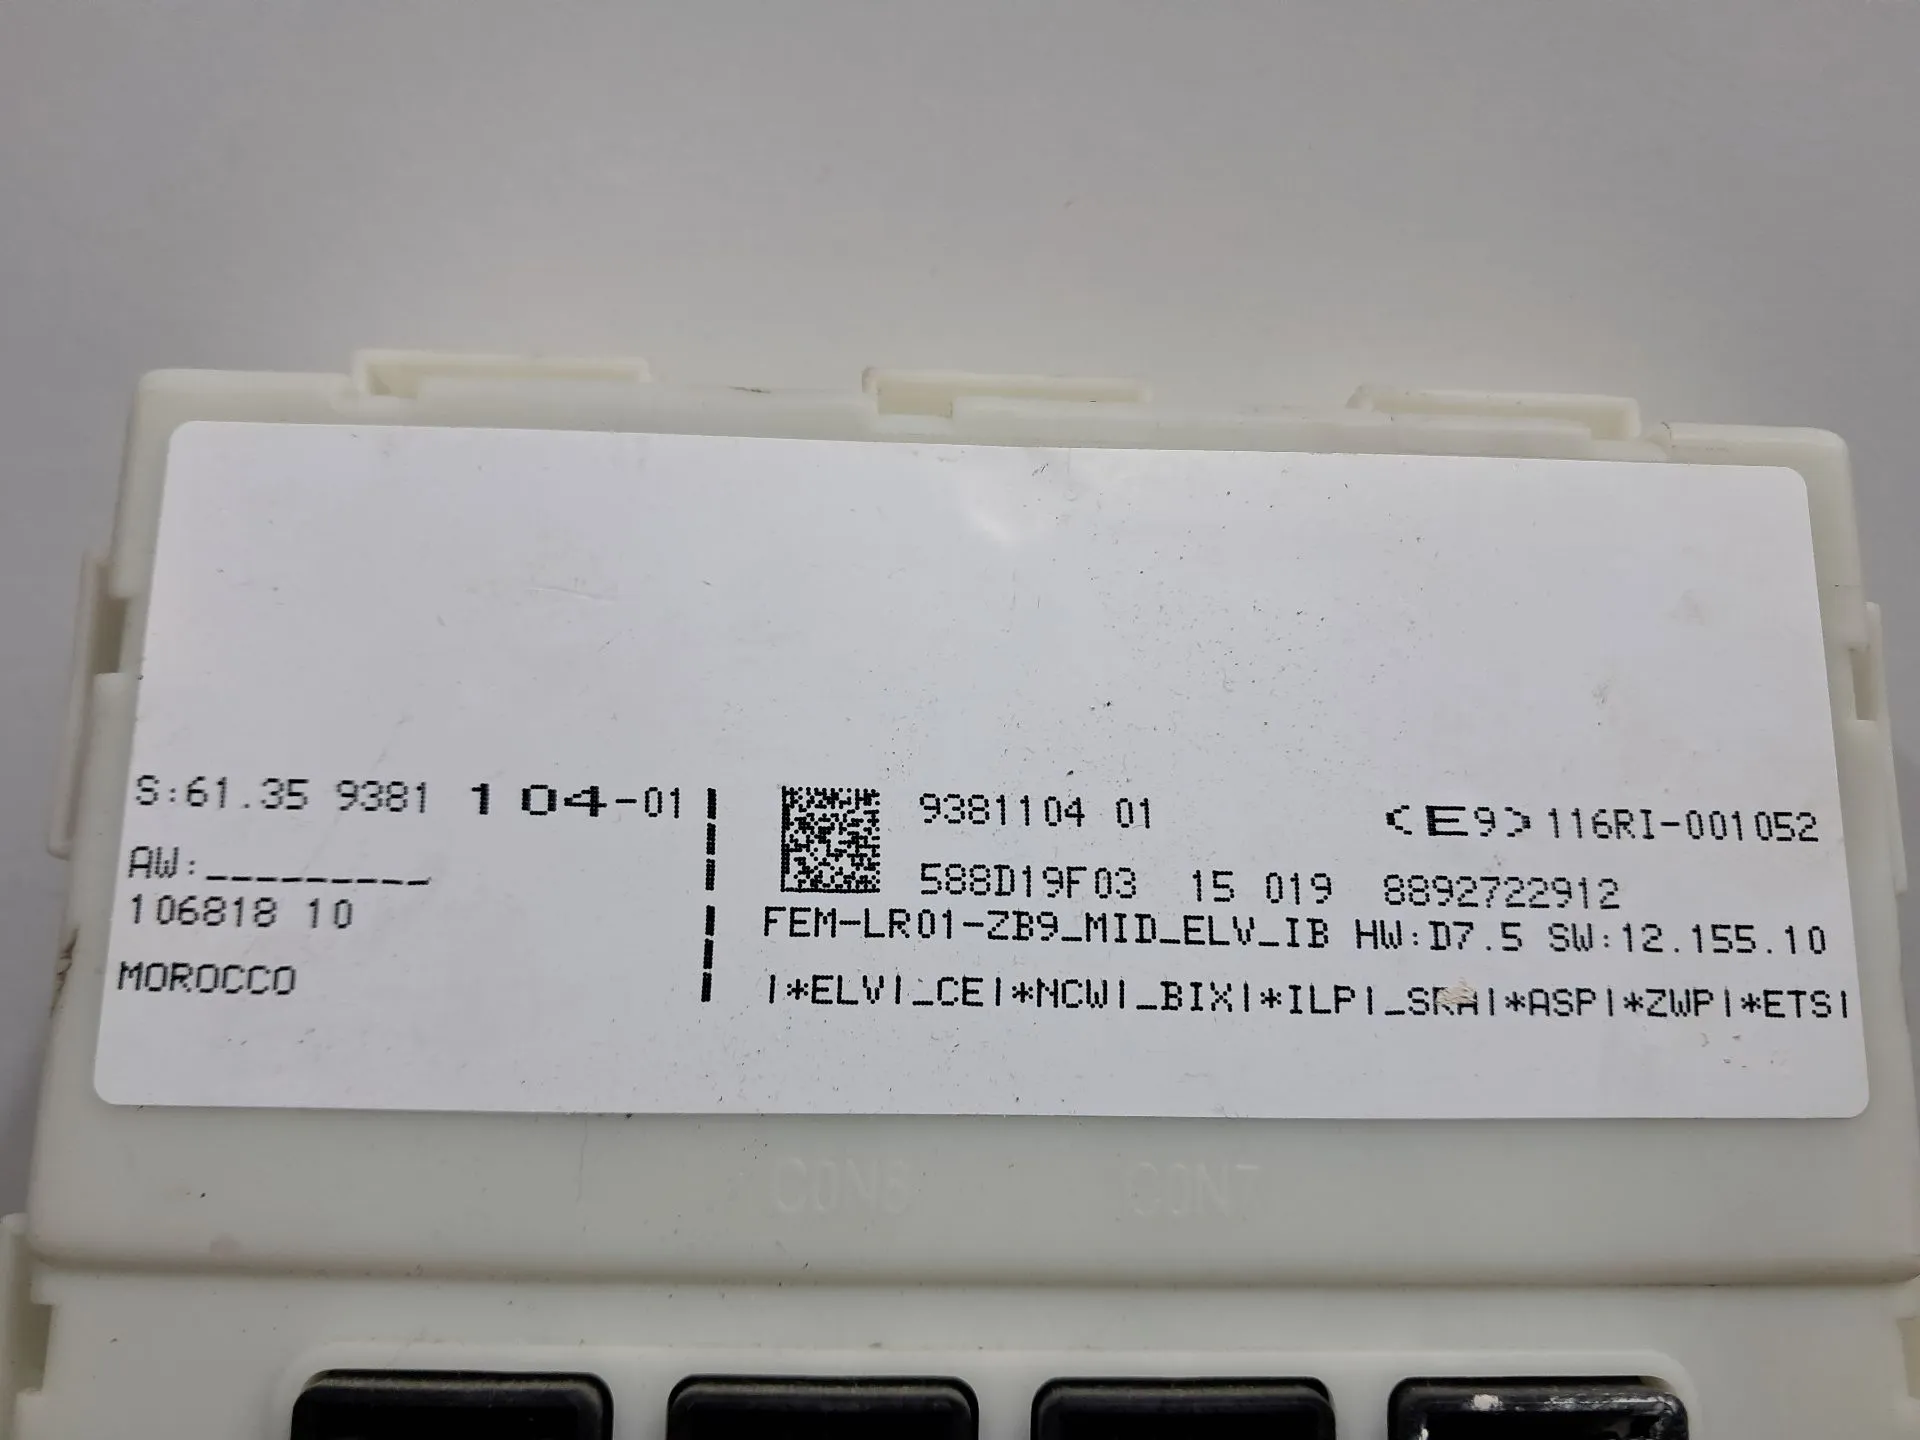 S:61.35 9381 104-01
AW:_________
106818 10
MOROCCO
9381104 01
<E9>116RI-001052
588D19F03 15 019 8892722912
FEM-LR01-ZB9_MID_ELV_IB HW:D7.5 SW:12.155.10
|*ELV|_CE|*NCW|_BIX|*ILP|_SRA|*ASP|*ZWP|*ETS|
CON6 CON7